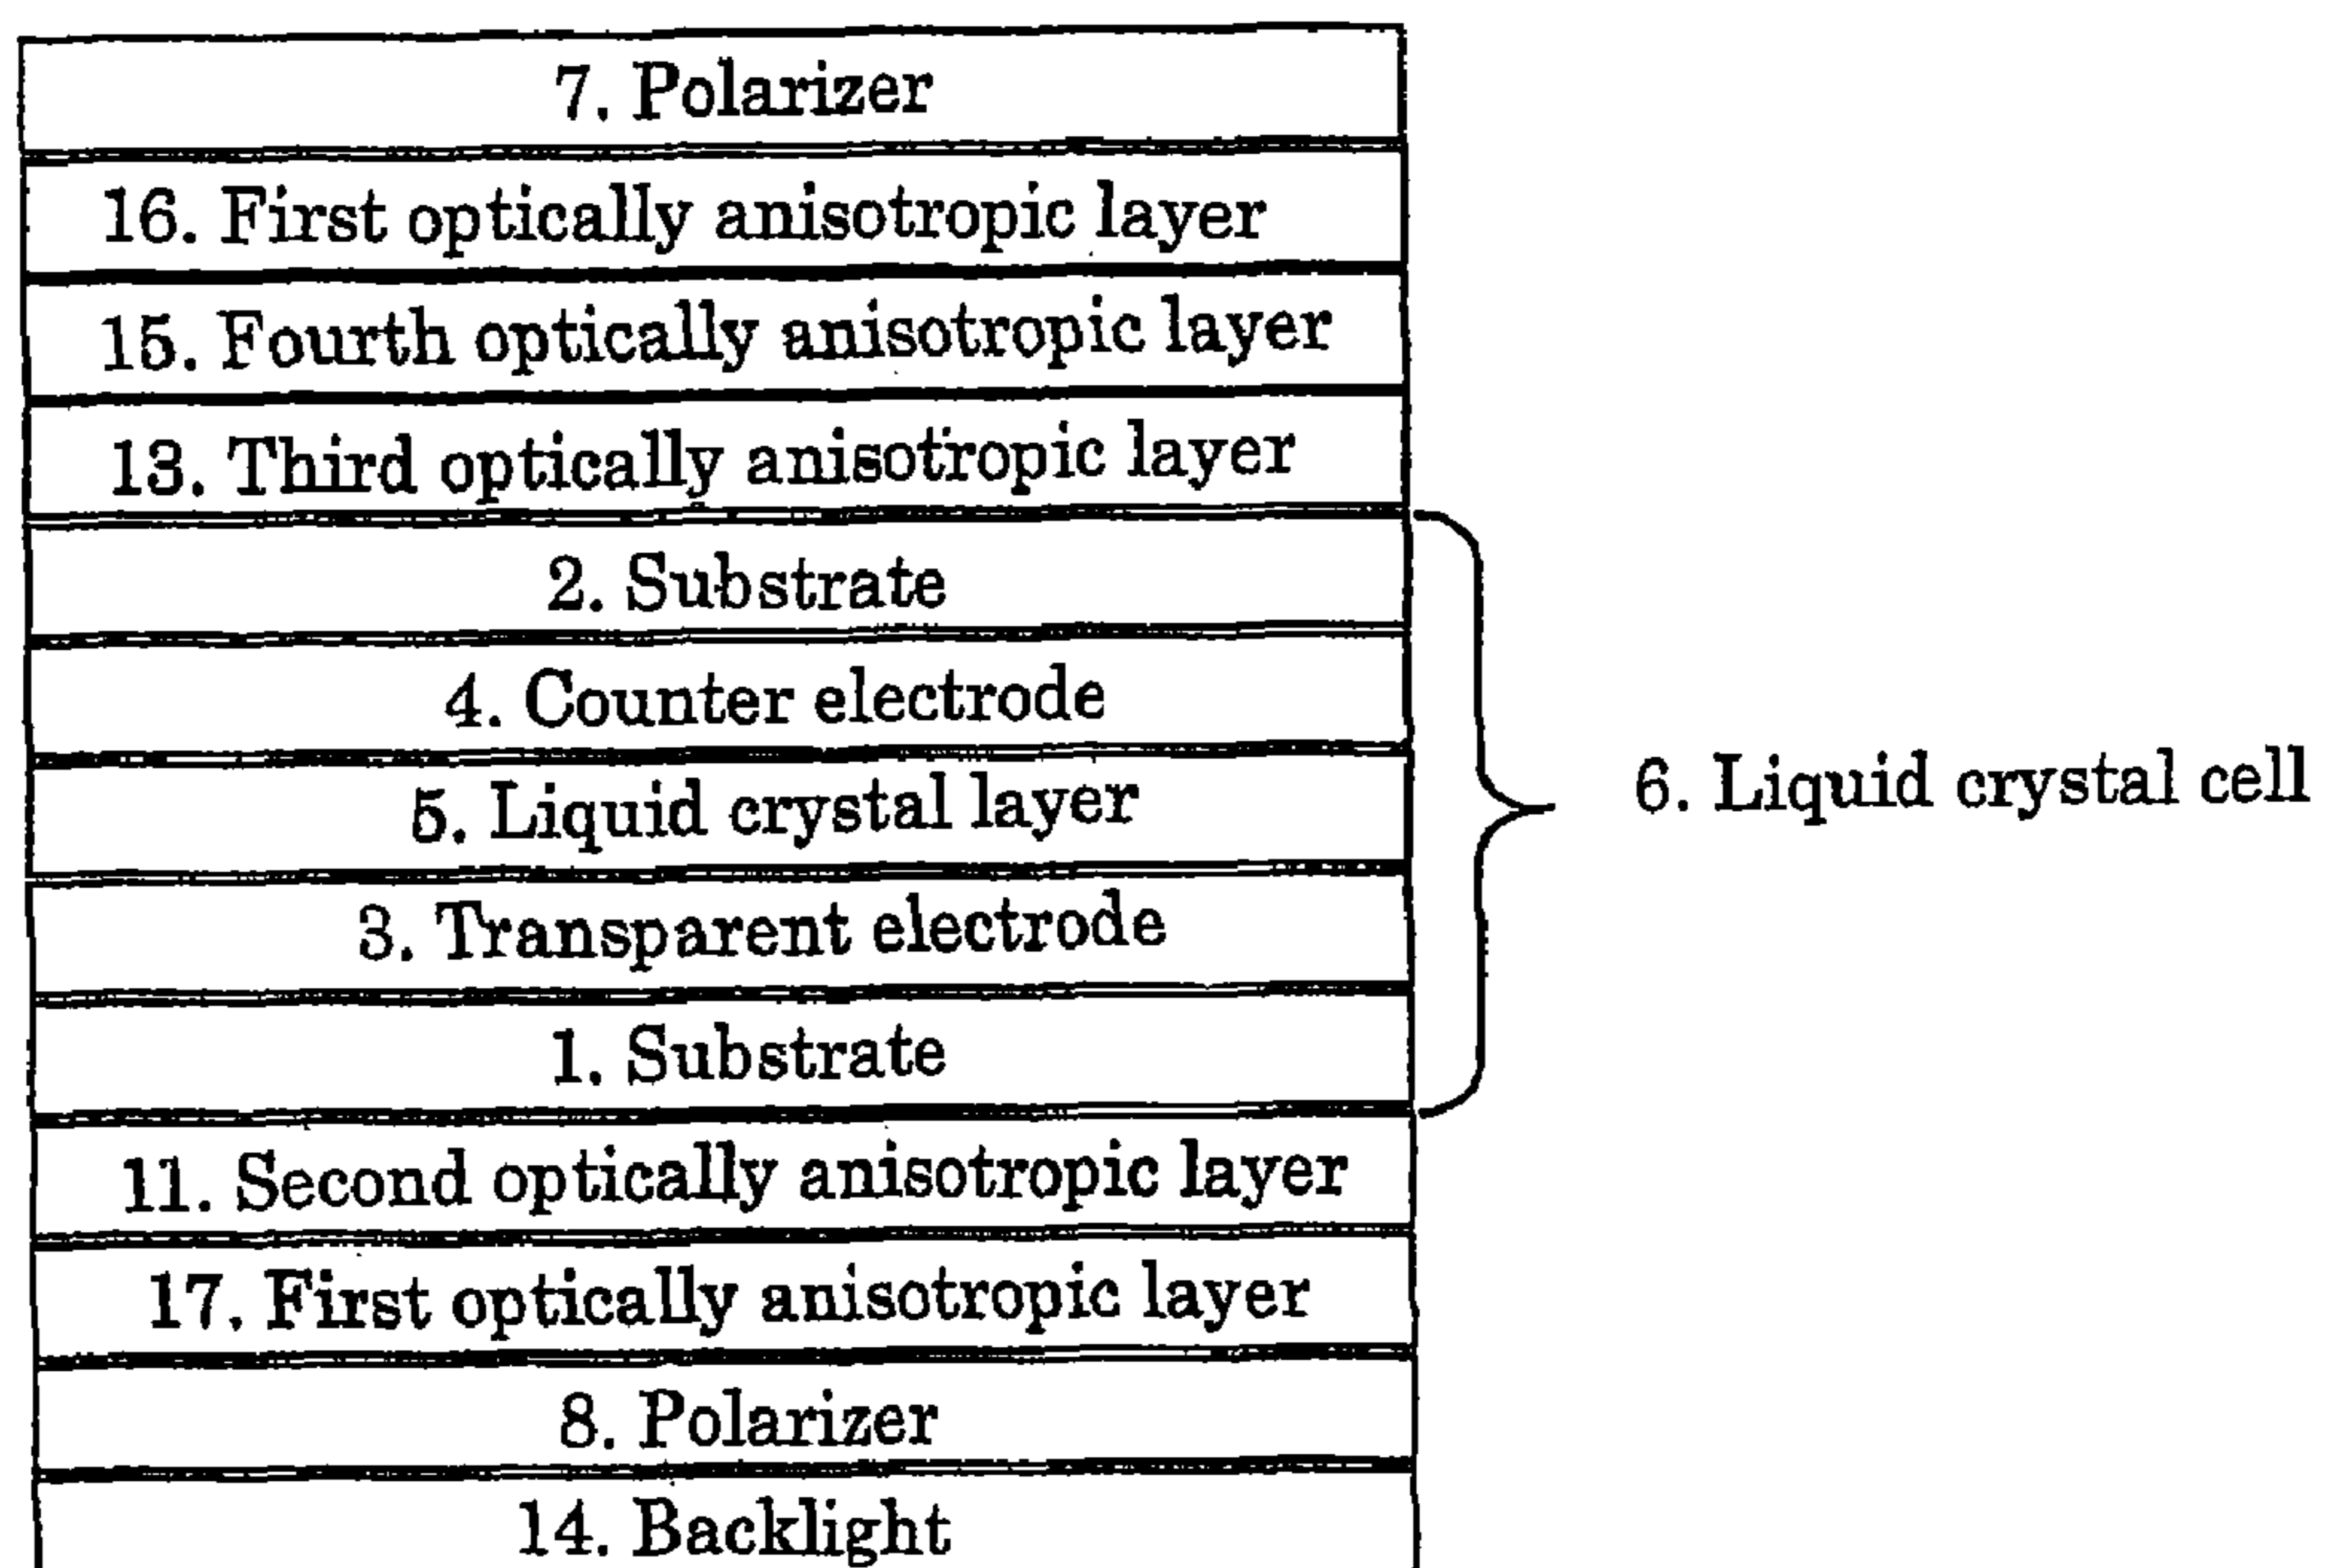 7. Polarizer
16. First optically anisotropic layer
15. Fourth optically anisotropic layer
13. Third optically anisotropic layer
2. Substrate
4. Counter electrode
5. Liquid crystal layer
6. Liquid crystal cell
3. Transparent electrode
1. Substrate
11. Second optically anisotropic layer
17. First optically anisotropic layer
8. Polarizer
14. Backlight